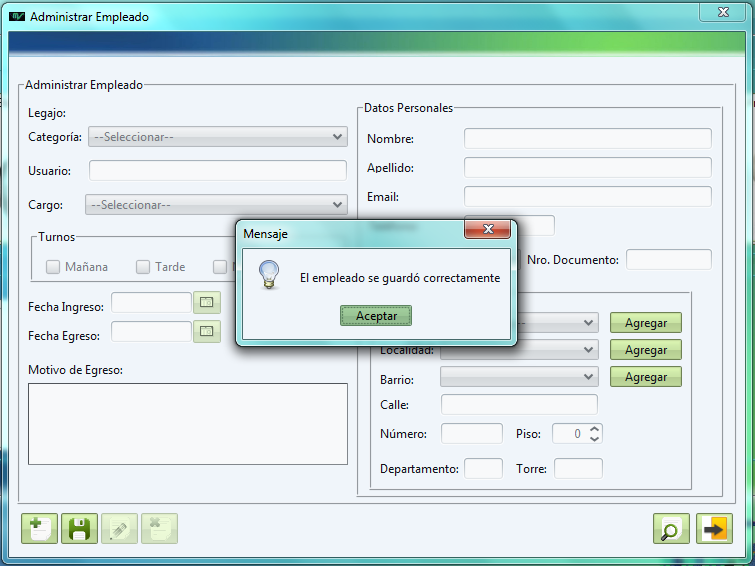 Administrar Empleado
Administrar Empleado
Legajo:
Categoría: --Seleccionar--
Usuario:
Cargo: --Seleccionar--
Turnos
Mañana Tarde
Fecha Ingreso:
Fecha Egreso:
Motivo de Egreso:
Datos Personales
Nombre:
Apellido:
Email:
Nro. Documento:
Mensaje
El empleado se guardó correctamente
Aceptar
Agregar
Localidad: Agregar
Barrio: Agregar
Calle:
Número: Piso: 0
Departamento: Torre: